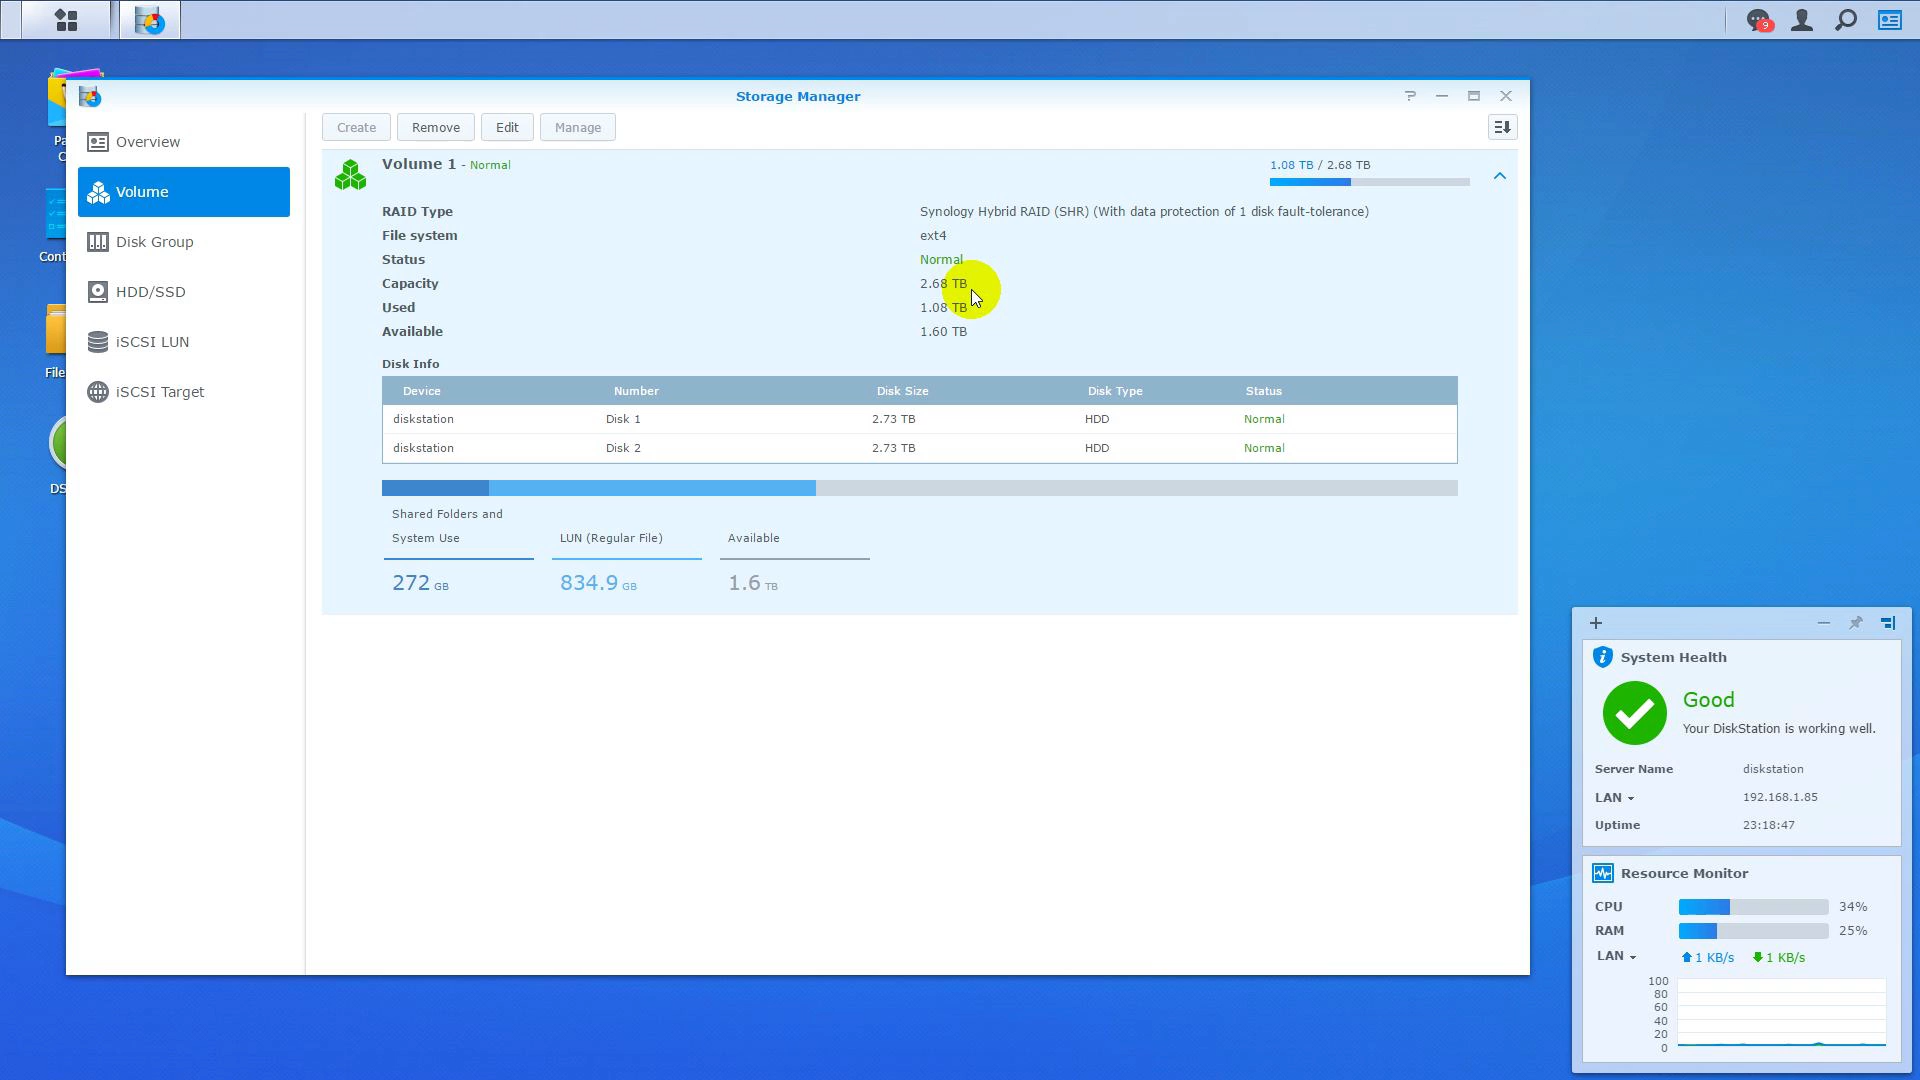 9
Pa
C
Cont
File
DS
Storage Manager
Overview
Volume
Disk Group
HDD/SSD
iSCSI LUN
iSCSI Target
Create Remove Edit Manage
Volume 1 - Normal
1.08 TB / 2.68 TB
RAID Type Synology Hybrid RAID (SHR) (With data protection of 1 disk fault-tolerance)
File system ext4
Status Normal
Capacity 2.68 TB
Used 1.08 TB
Available 1.60 TB
Disk Info
Device Number Disk Size Disk Type Status
diskstation Disk 1 2.73 TB HDD Normal
diskstation Disk 2 2.73 TB HDD Normal
Shared Folders and
System Use LUN (Regular File) Available
272 GB 834.9 GB 1.6 TB
System Health
Good
Your DiskStation is working well.
Server Name diskstation
LAN 192.168.1.85
Uptime 23:18:47
Resource Monitor
CPU 34%
RAM 25%
LAN 1 KB/s 1 KB/s
100
80
60
40
20
0